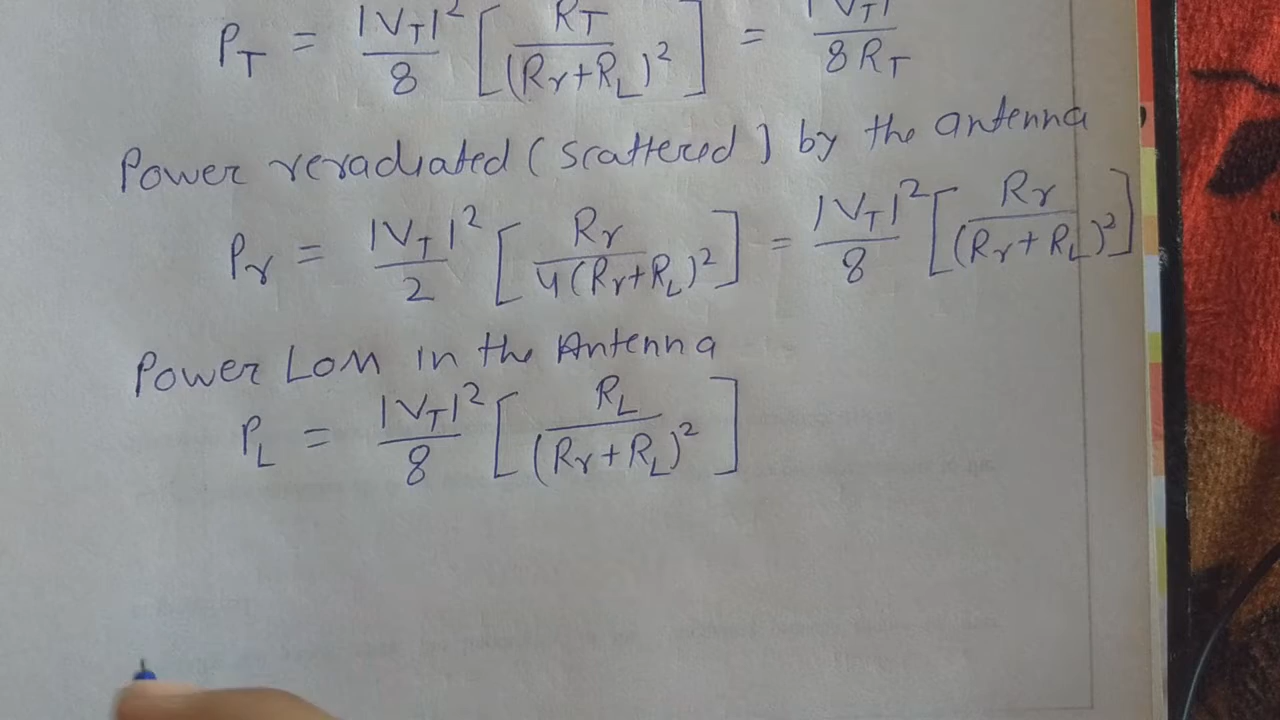 P_T = |V_T|² / 8 [ R_T / (R_r + R_L)² ] = |V_T| / 8 R_T
Power reradiated (scattered) by the antenna
P_r = |V_T|² / 2 [ R_r / 4(R_r + R_L)² ] = |V_T|² / 8 [ R_r / (R_r + R_L)² ]
Power Loss in the Antenna
P_L = |V_T|² / 8 [ R_L / (R_r + R_L)² ]